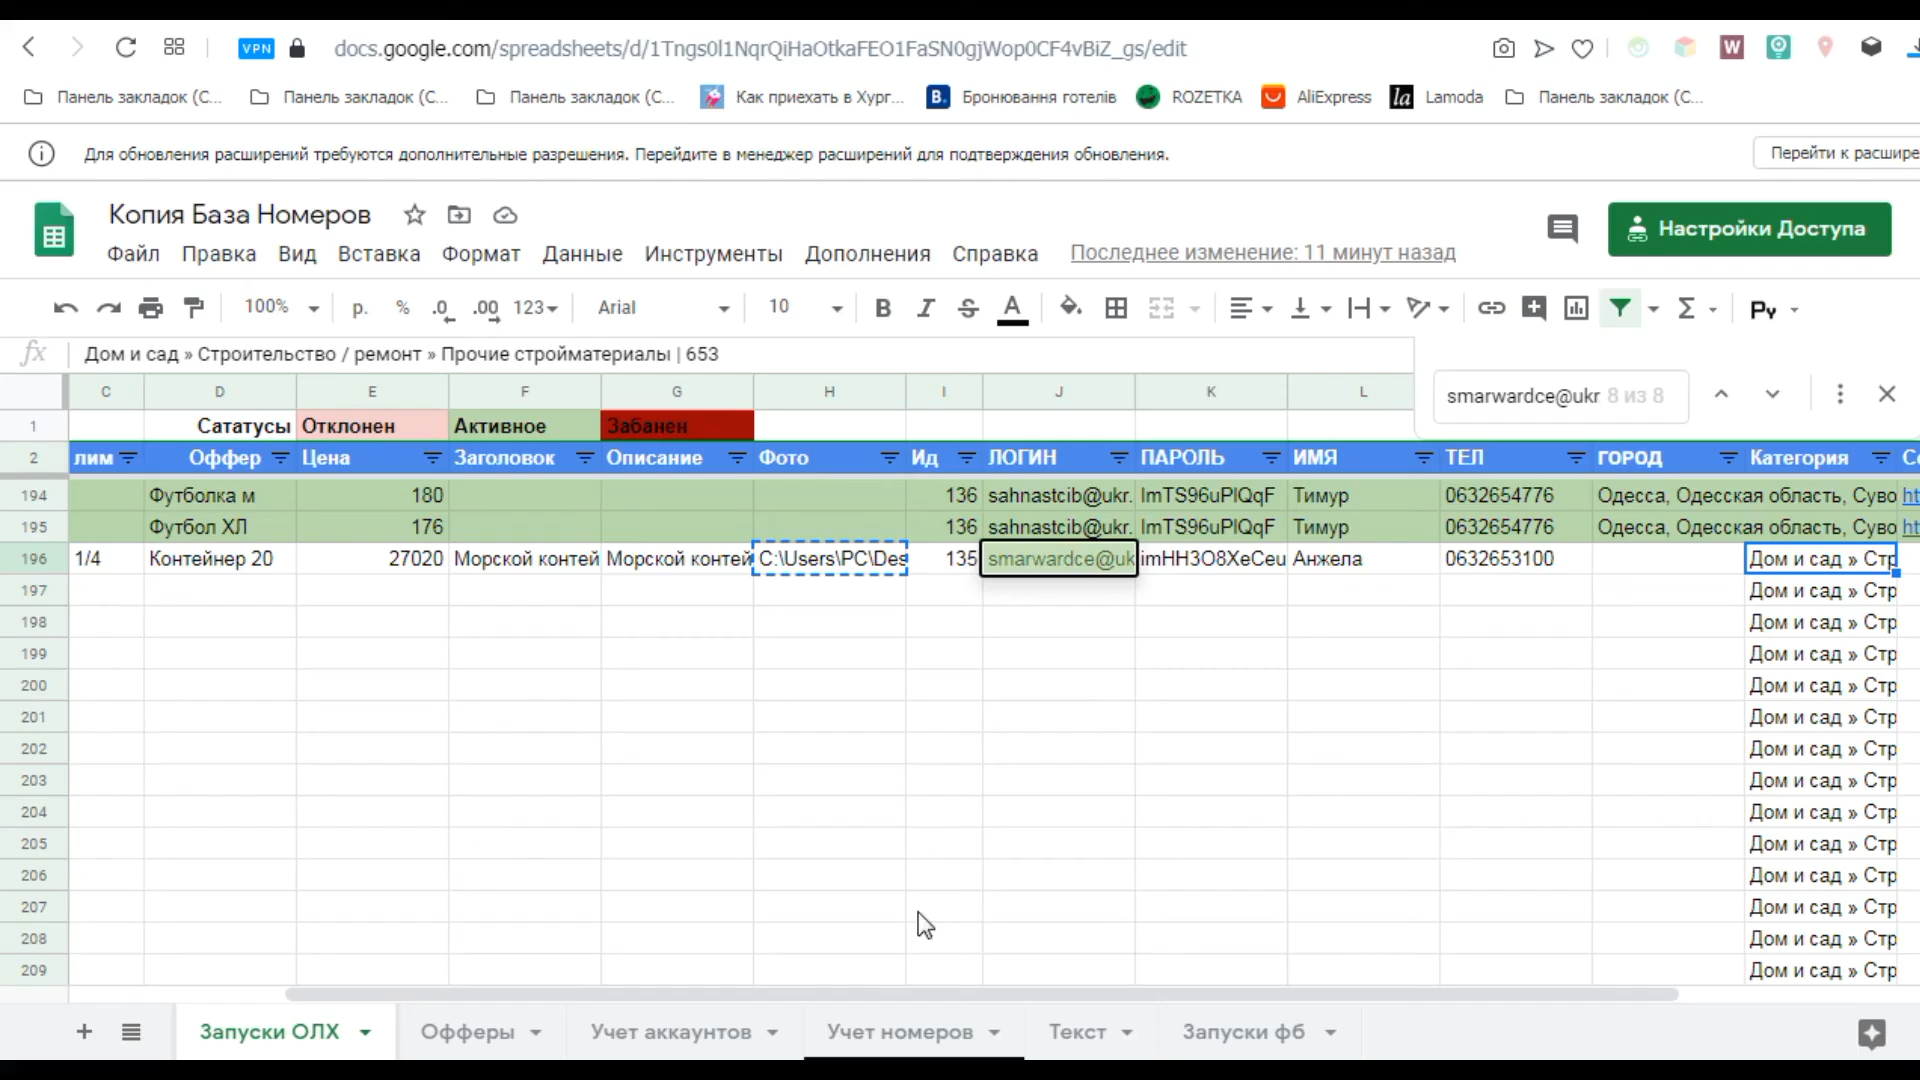 VPN docs.google.com/spreadsheets/d/1Tngs0l1NqrQiHaOtkaFEO1FaSN0gjWop0CF4vBiZ_gs/edit W
Панель закладок (С... Панель закладок (С... Панель закладок (С... Как приехать в Хург... B. Бронювання готелів ROZETKA AliExpress la Lamoda Панель закладок (С...
Для обновления расширений требуются дополнительные разрешения. Перейдите в менеджер расширений для подтверждения обновления. Перейти к расшире
Копия База Номеров
Настройки Доступа
Файл Правка Вид Вставка Формат Данные Инструменты Дополнения Справка Последнее изменение: 11 минут назад
100% р. % .0 .00 123 Arial 10 B I S A Σ Ру
fx Дом и сад » Строительство / ремонт » Прочие стройматериалы | 653
smarwardce@ukr 8 из 8
C D E F G H I J K L
1 Сататусы Отклонен Активное Забанен
2 лим Оффер Цена Заголовок Описание Фото Ид ЛОГИН ПАРОЛЬ ИМЯ ТЕЛ ГОРОД Категория Со
194 Футболка м 180 136 sahnastcib@ukr. ImTS96uPlQqF Тимур 0632654776 Одесса, Одесская область, Суво ht
195 Футбол ХЛ 176 136 sahnastcib@ukr. ImTS96uPlQqF Тимур 0632654776 Одесса, Одесская область, Суво ht
196 1/4 Контейнер 20 27020 Морской контей Морской контей C:\Users\PC\Des 135 smarwardce@uk imHH3O8XeCeu Анжела 0632653100 Дом и сад » Стр
197 Дом и сад » Стр
198 Дом и сад » Стр
199 Дом и сад » Стр
200 Дом и сад » Стр
201 Дом и сад » Стр
202 Дом и сад » Стр
203 Дом и сад » Стр
204 Дом и сад » Стр
205 Дом и сад » Стр
206 Дом и сад » Стр
207 Дом и сад » Стр
208 Дом и сад » Стр
209 Дом и сад » Стр
Запуски ОЛХ Офферы Учет аккаунтов Учет номеров Текст Запуски фб